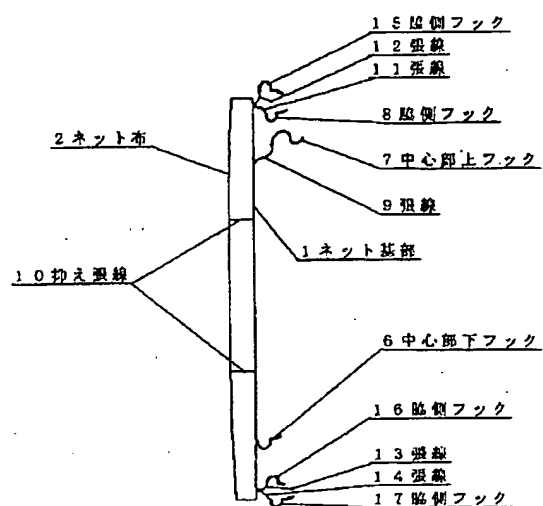 15脇側フック
12張線
11張線
8脇側フック
2ネット布
7中心部上フック
9張線
1ネット基部
10抑え張線
6中心部下フック
16脇側フック
13張線
14張線
17脇側フック